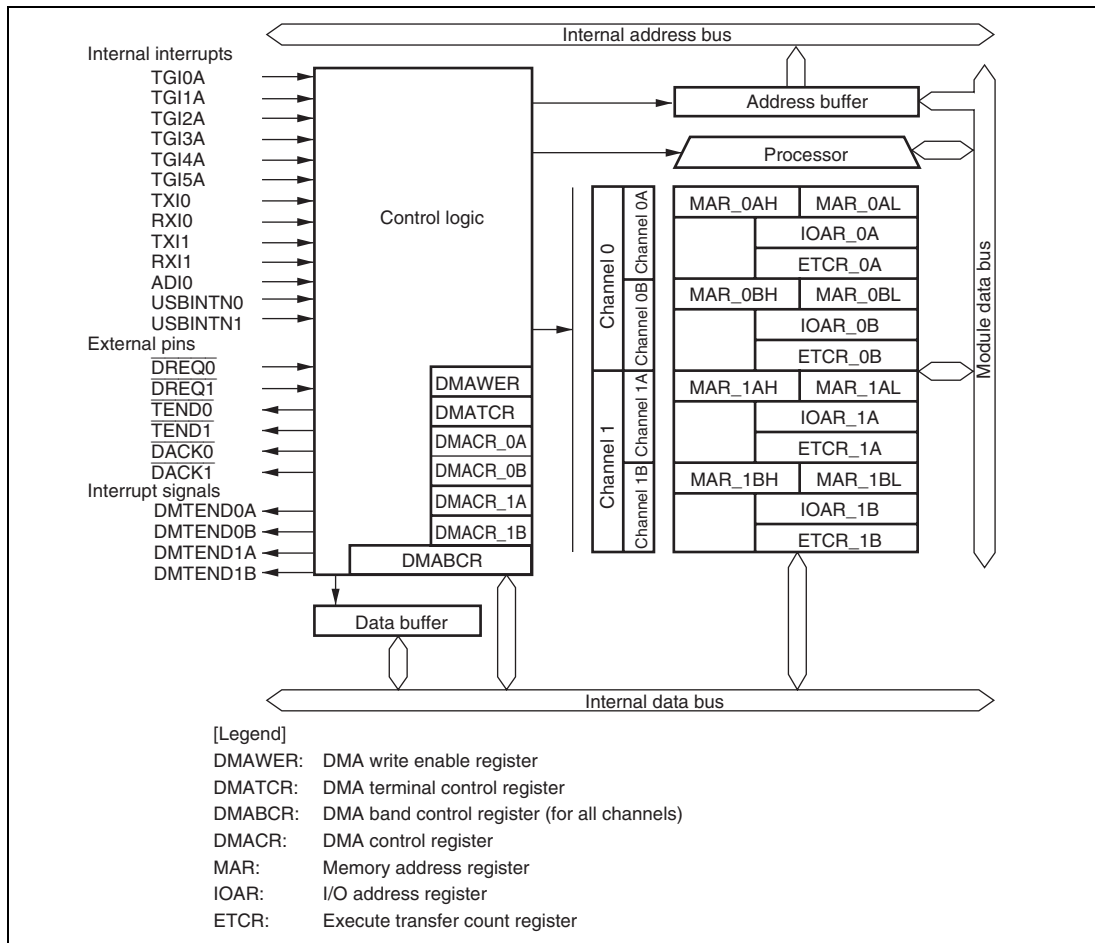 Internal address bus
Internal interrupts
TGI0A
TGI1A
TGI2A
TGI3A
TGI4A
TGI5A
TXI0
RXI0
TXI1
RXI1
ADI0
USBINTN0
USBINTN1
External pins
DREQ0
DREQ1
TEND0
TEND1
DACK0
DACK1
Interrupt signals
DMTEND0A
DMTEND0B
DMTEND1A
DMTEND1B
Control logic
DMAWER
DMATCR
DMACR_0A
DMACR_0B
DMACR_1A
DMACR_1B
DMABCR
Data buffer
Address buffer
Processor
Channel 0
Channel 0A
Channel 0B
Channel 1
Channel 1A
Channel 1B
MAR_0AH MAR_0AL
IOAR_0A
ETCR_0A
MAR_0BH MAR_0BL
IOAR_0B
ETCR_0B
MAR_1AH MAR_1AL
IOAR_1A
ETCR_1A
MAR_1BH MAR_1BL
IOAR_1B
ETCR_1B
Module data bus
Internal data bus
[Legend]
DMAWER: DMA write enable register
DMATCR: DMA terminal control register
DMABCR: DMA band control register (for all channels)
DMACR: DMA control register
MAR: Memory address register
IOAR: I/O address register
ETCR: Execute transfer count register